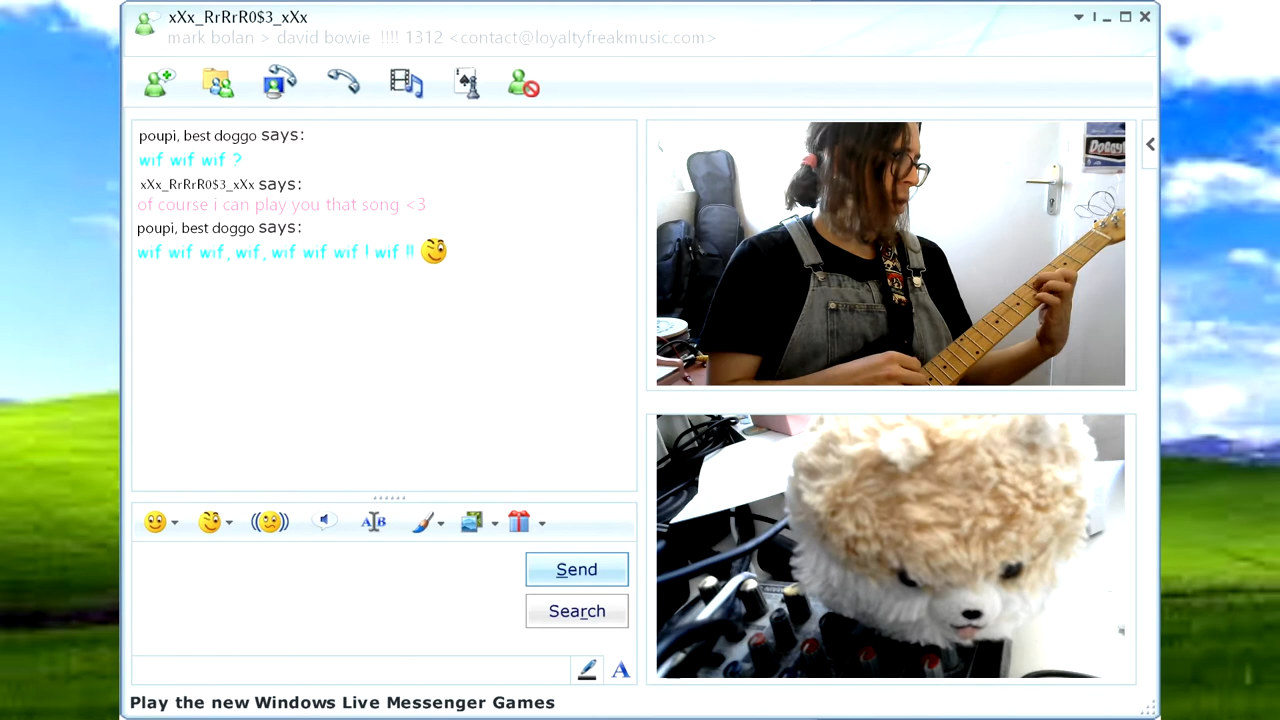 xXx_RrRrR0$3_xXx
mark bolan > david bowie !!!! 1312 <contact@loyaltyfreakmusic.com>
poupi, best doggo says:
wif wif wif ?
xXx_RrRrR0$3_xXx says:
of course i can play you that song <3
poupi, best doggo says:
wif wif wif, wif, wif wif wif ! wif !!
Doggy
A B
Send
Search
A
Play the new Windows Live Messenger Games